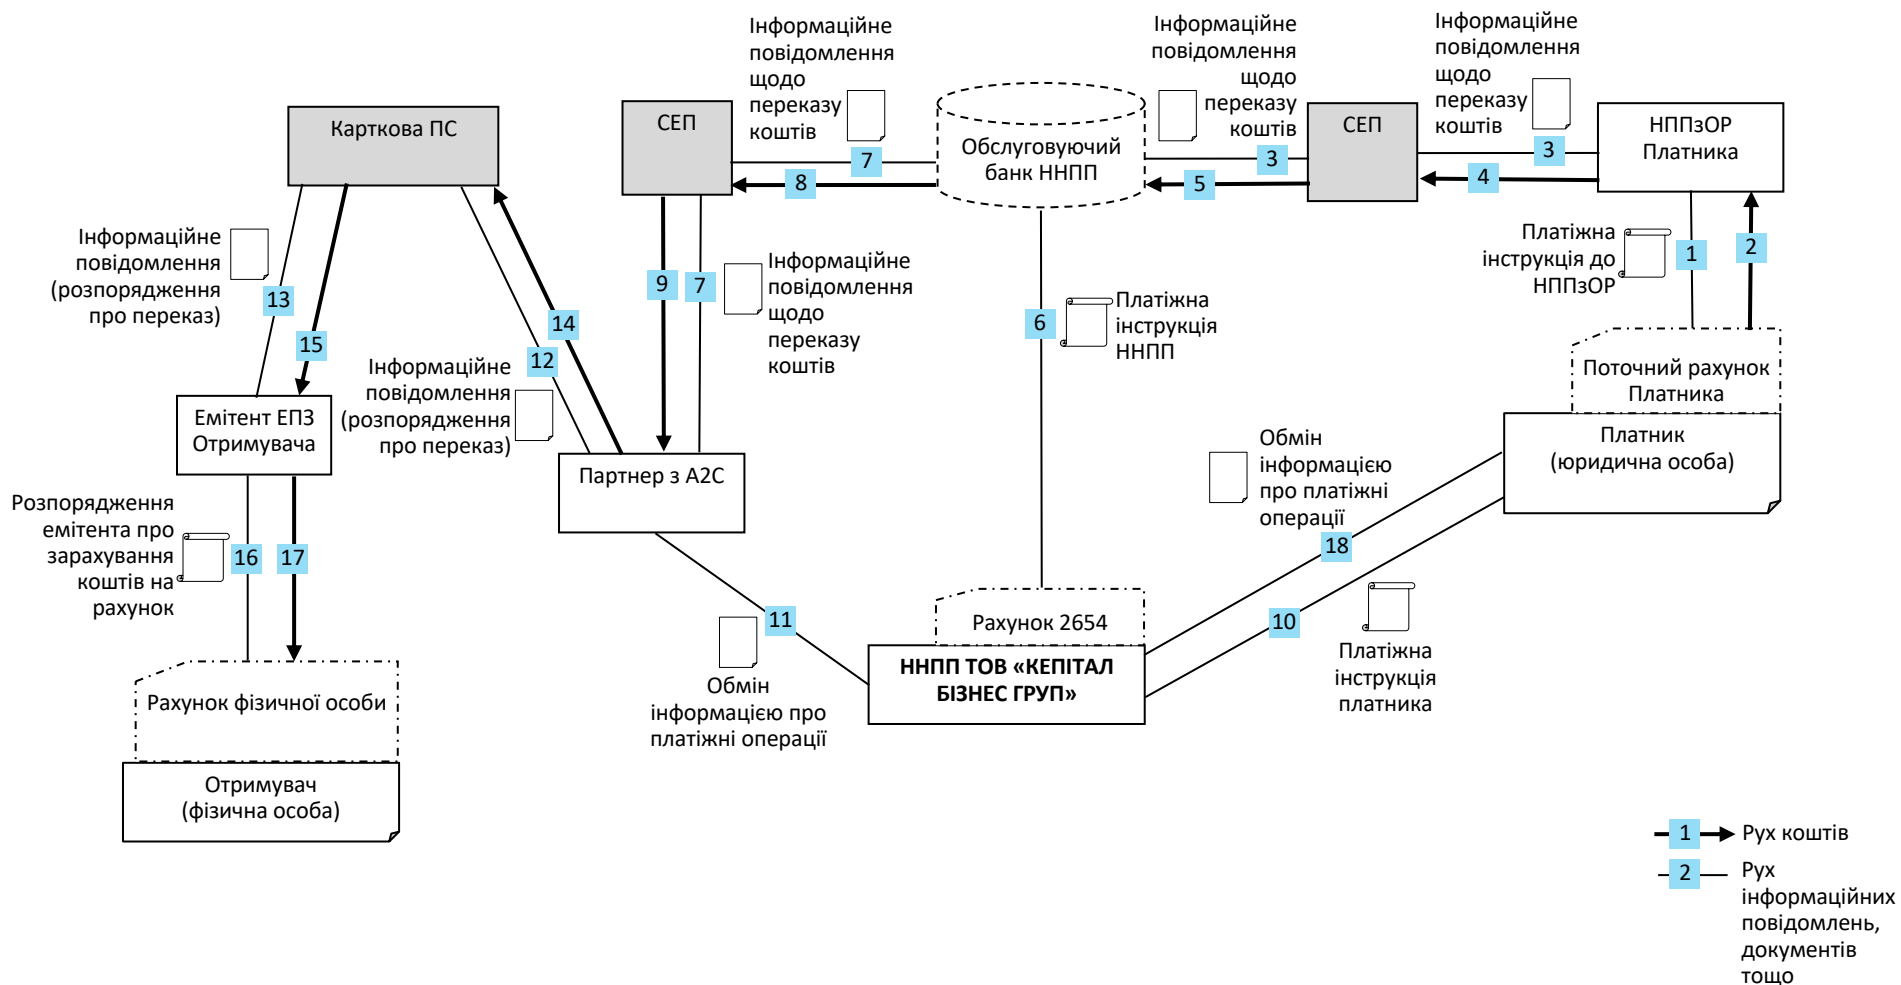 Інформаційне
повідомлення
щодо
переказу
коштів
Інформаційне
повідомлення
щодо
переказу
коштів
Інформаційне
повідомлення
щодо
переказу
коштів
Карткова ПС
СЕП
Обслуговуючий
банк ННПП
СЕП
НППзОР
Платника
7
8
3
5
3
4
Інформаційне
повідомлення
(розпорядження
про переказ)
13
15
14
12
9
7
Інформаційне
повідомлення
щодо
переказу
коштів
6
Платіжна
інструкція
ННПП
Платіжна
інструкція до
НППзОР
1
2
Інформаційне
повідомлення
(розпорядження
про переказ)
Поточний рахунок
Платника
Емітент ЕПЗ
Отримувача
Партнер з А2С
Платник
(юридична особа)
Обмін
інформацією
про платіжні
операції
18
Розпорядження
емітента про
зарахування
коштів на
рахунок
16
17
11
10
Рахунок 2654
ННПП ТОВ «КЕПІТАЛ
БІЗНЕС ГРУП»
Обмін
інформацією про
платіжні операції
Платіжна
інструкція
платника
Рахунок фізичної особи
Отримувач
(фізична особа)
1
Рух коштів
2
Рух
інформаційних
повідомлень,
документів
тощо